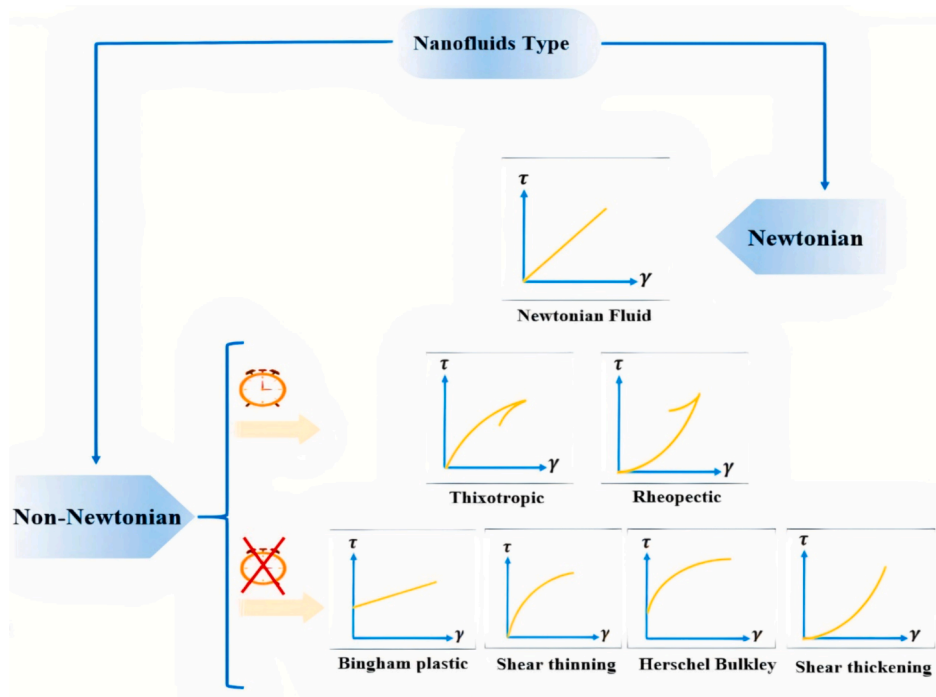 Nanofluids Type
τ
γ
Newtonian
Newtonian Fluid
τ
γ
τ
γ
Thixotropic
Rheopectic
Non-Newtonian
τ
γ
τ
γ
τ
γ
τ
γ
Bingham plastic
Shear thinning
Herschel Bulkley
Shear thickening